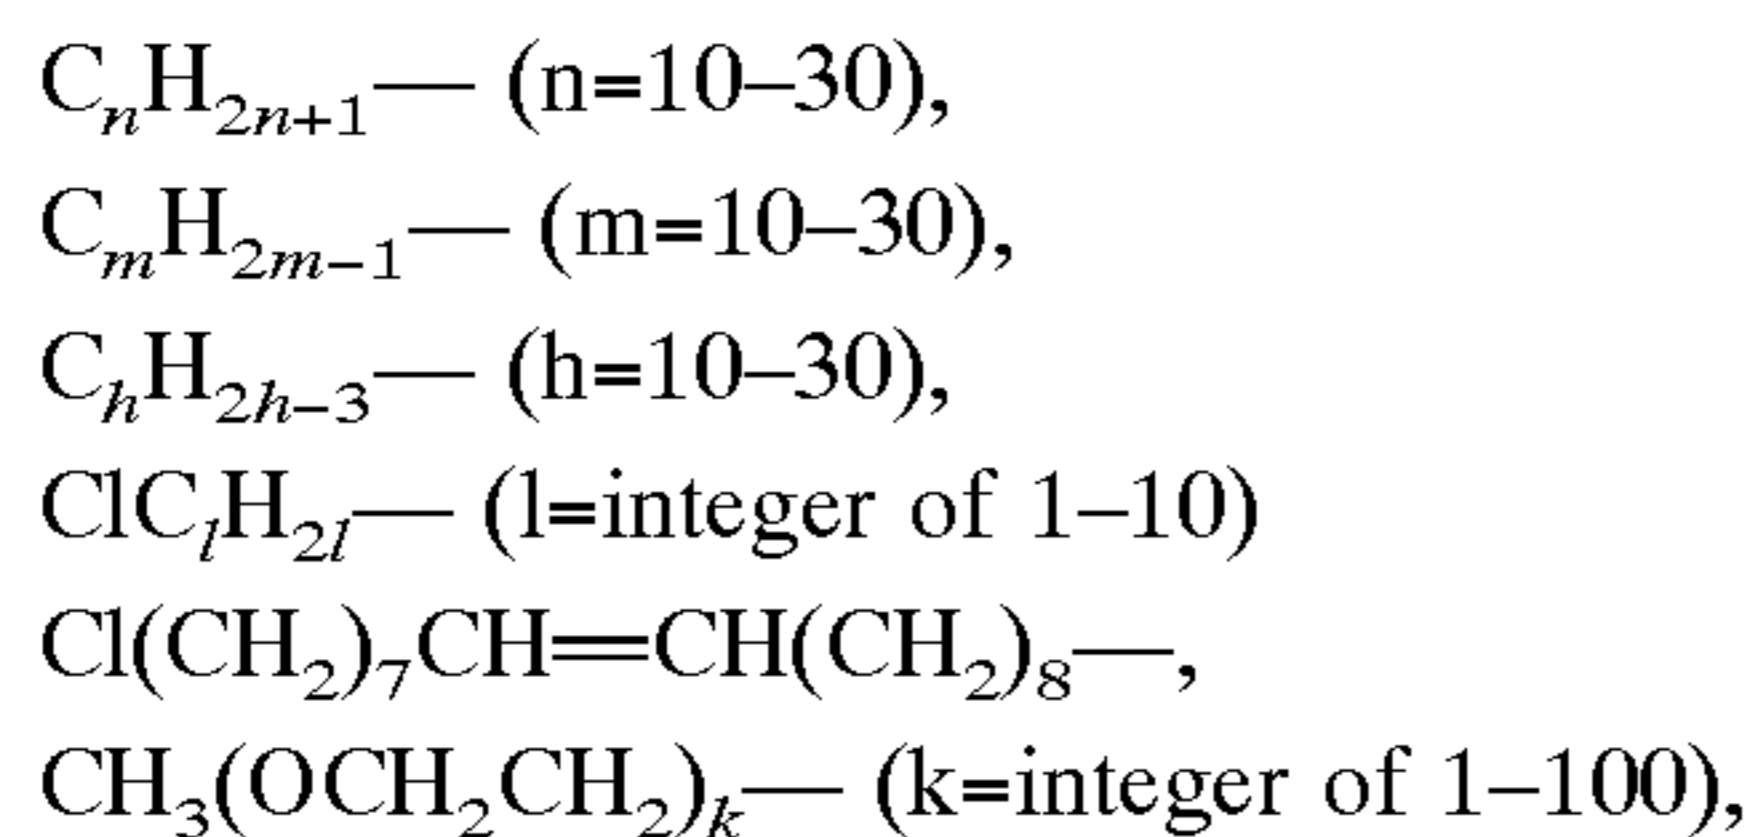 CₙH₂ₙ₊₁— (n=10–30),
CₘH₂ₘ₋₁— (m=10–30),
CₕH₂ₕ₋₃— (h=10–30),
ClCₗH₂ₗ— (l=integer of 1–10)
Cl(CH₂)₇CH=CH(CH₂)₈—,
CH₃(OCH₂CH₂)ₖ— (k=integer of 1–100),